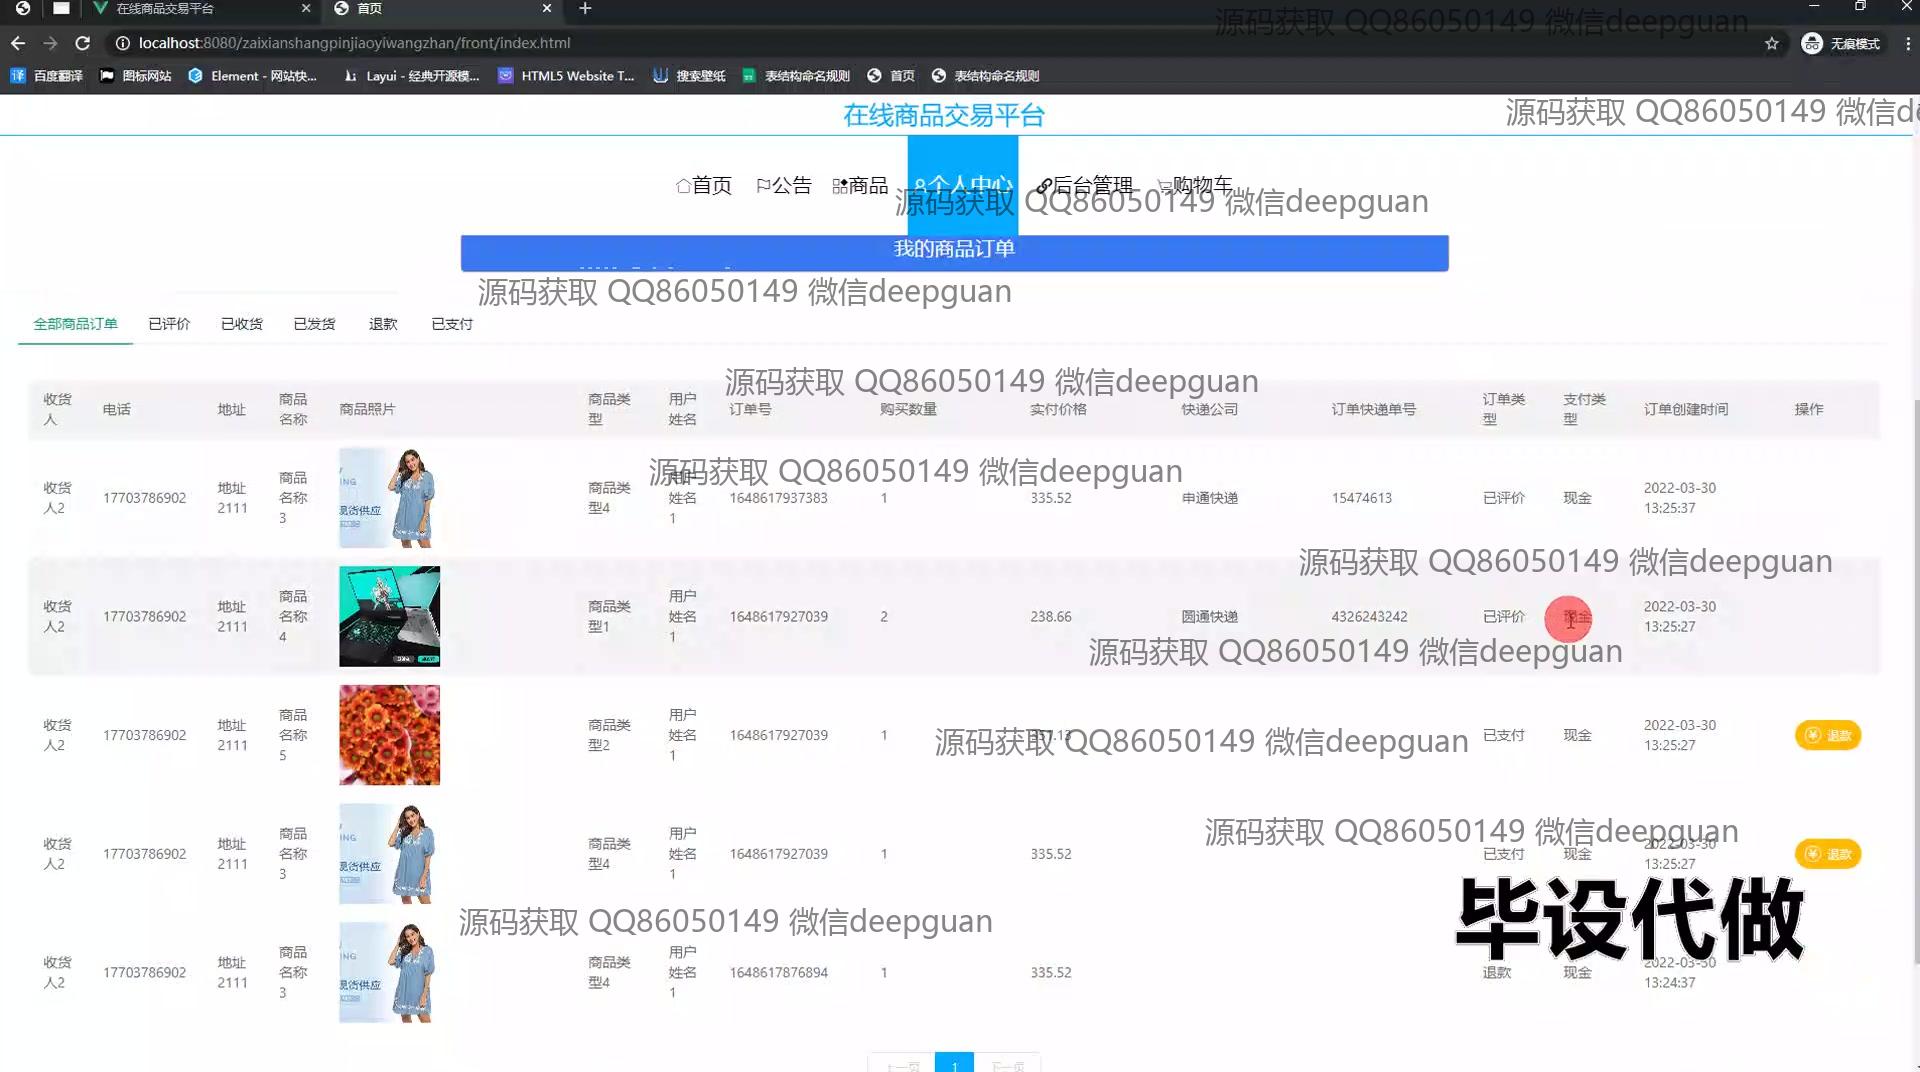 在线商品交易平台
首页
源码获取 QQ86050149 微信deepguan
localhost:8080/zaixianshangpinjiaoyiwangzhan/front/index.html
无痕模式
百度翻译 图标网站 Element - 网站快... Layui - 经典开源模... HTML5 Website T... 搜索壁纸 表结构命名规则 首页 表结构命名规则
在线商品交易平台
源码获取 QQ86050149 微信de
首页 公告 商品 个人中心 后台管理 购物车
源码获取 QQ86050149 微信deepguan
我的商品订单
源码获取 QQ86050149 微信deepguan
全部商品订单 已评价 已收货 已发货 退款 已支付
源码获取 QQ86050149 微信deepguan
收货人 电话 地址 商品名称 商品照片 商品类型 用户姓名 订单号 购买数量 实付价格 快递公司 订单快递单号 订单类型 支付类型 订单创建时间 操作
源码获取 QQ86050149 微信deepguan
收货人2 17703786902 地址2111 商品名称3 现货供应 商品类型4 用户姓名1 1648617937383 1 335.52 申通快递 15474613 已评价 现金 2022-03-30 13:25:37
源码获取 QQ86050149 微信deepguan
收货人2 17703786902 地址2111 商品名称4 商品类型1 用户姓名1 1648617927039 2 238.66 圆通快递 4326243242 已评价 现金 2022-03-30 13:25:27
源码获取 QQ86050149 微信deepguan
收货人2 17703786902 地址2111 商品名称5 商品类型2 用户姓名1 1648617927039 1 已支付 现金 2022-03-30 13:25:27 退款
源码获取 QQ86050149 微信deepguan
源码获取 QQ86050149 微信deepguan
收货人2 17703786902 地址2111 商品名称3 现货供应 商品类型4 用户姓名1 1648617927039 1 335.52 已支付 现金 2022-03-30 13:25:27 退款
毕设代做
源码获取 QQ86050149 微信deepguan
收货人2 17703786902 地址2111 商品名称3 现货供应 商品类型4 用户姓名1 1648617876894 1 335.52 退款 现金 2022-03-30 13:24:37
上一页 1 下一页